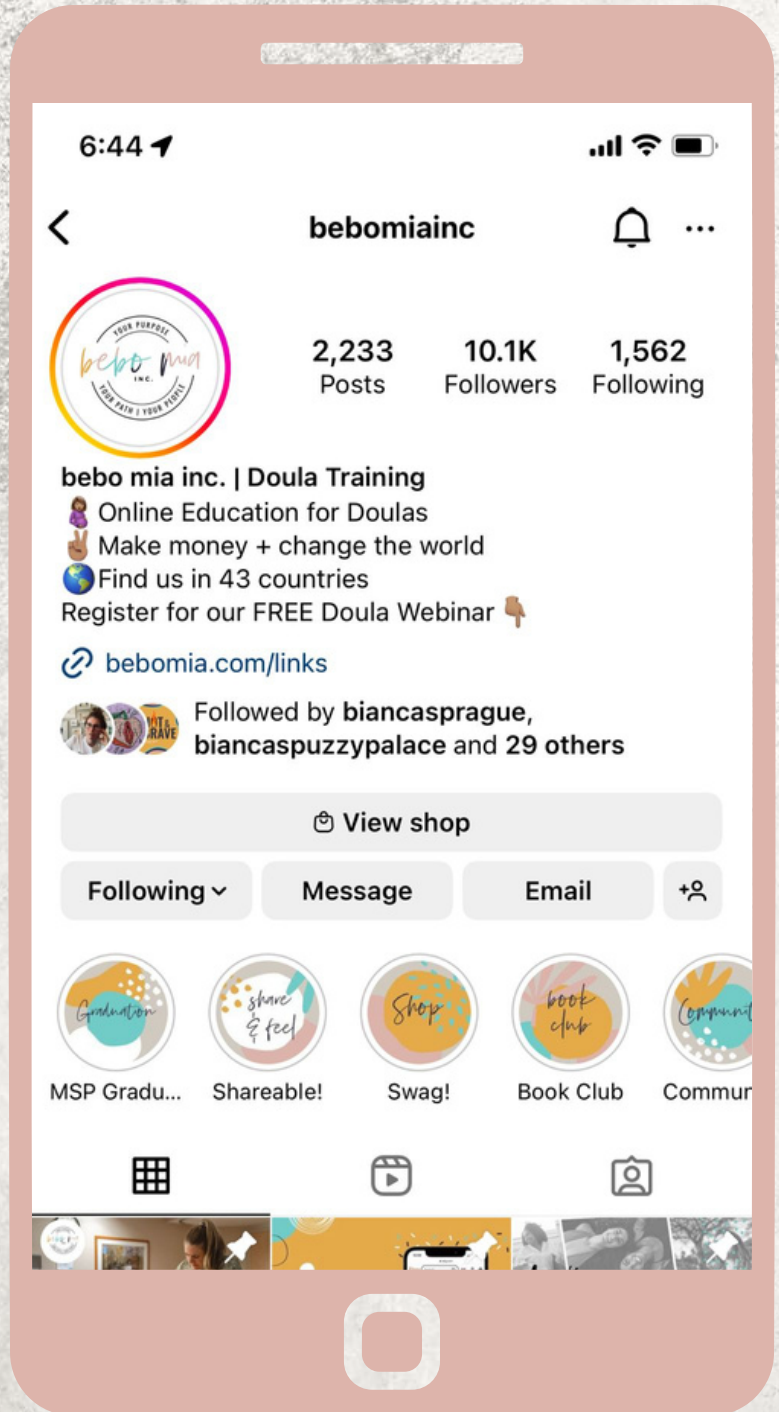 6:44
bebomiainc
YOUR PURPOSE
bebo mia
INC.
YOUR PATH | YOUR PEOPLE
2,233 10.1K 1,562
Posts Followers Following
bebo mia inc. | Doula Training
🤰🏽 Online Education for Doulas
✌🏽 Make money + change the world
🌎Find us in 43 countries
Register for our FREE Doula Webinar 👇🏽
bebomia.com/links
Followed by biancasprague,
biancaspuzzypalace and 29 others
View shop
Following Message Email
Graduation
share
& feel
Shop
book
club
Communit
MSP Gradu... Shareable! Swag! Book Club Commun